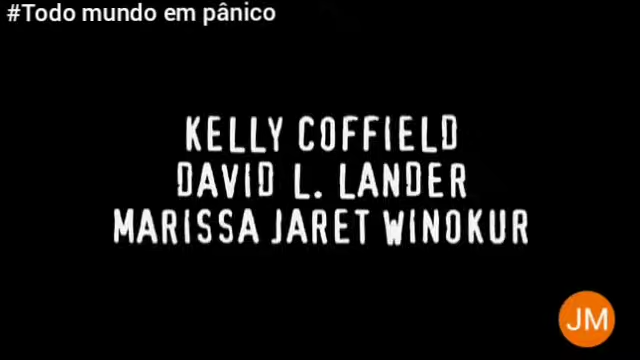 #Todo mundo em pânico
KELLY COFFIELD
DAVID L. LANDER
MARISSA JARET WINOKUR
JM